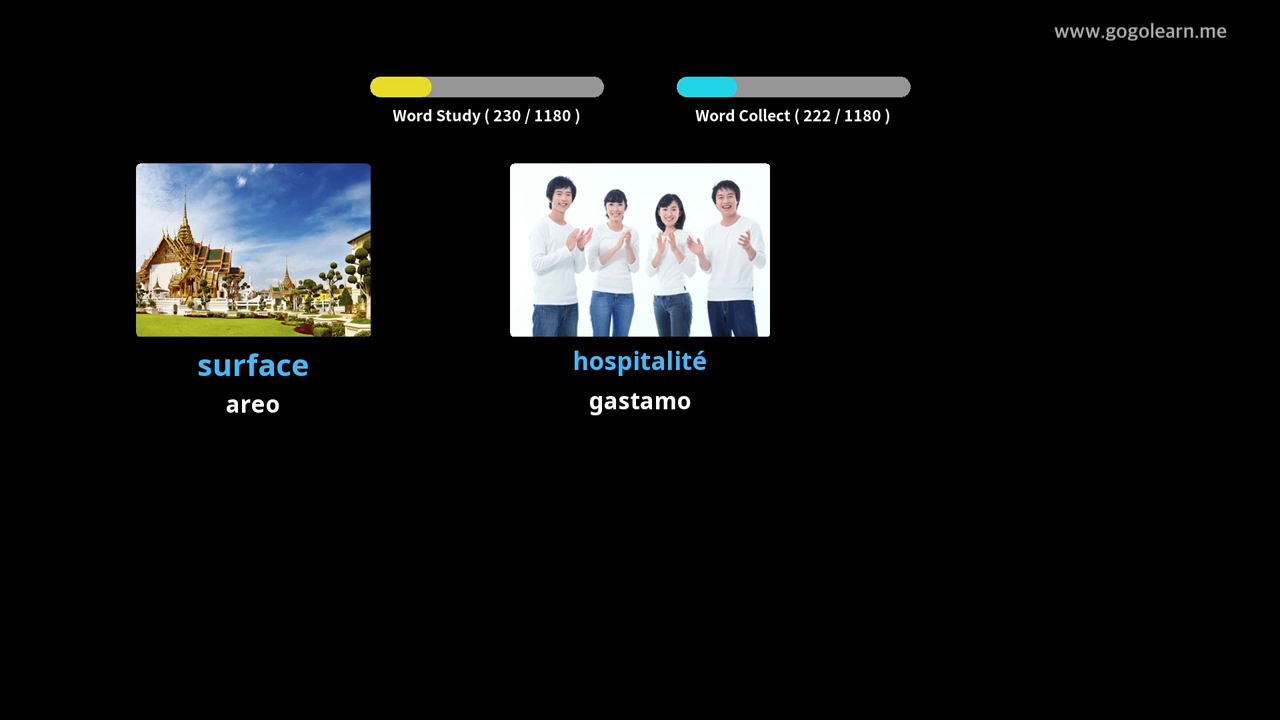 www.gogolearn.me
Word Study ( 230 / 1180 )
Word Collect ( 222 / 1180 )
surface
areo
hospitalité
gastamo